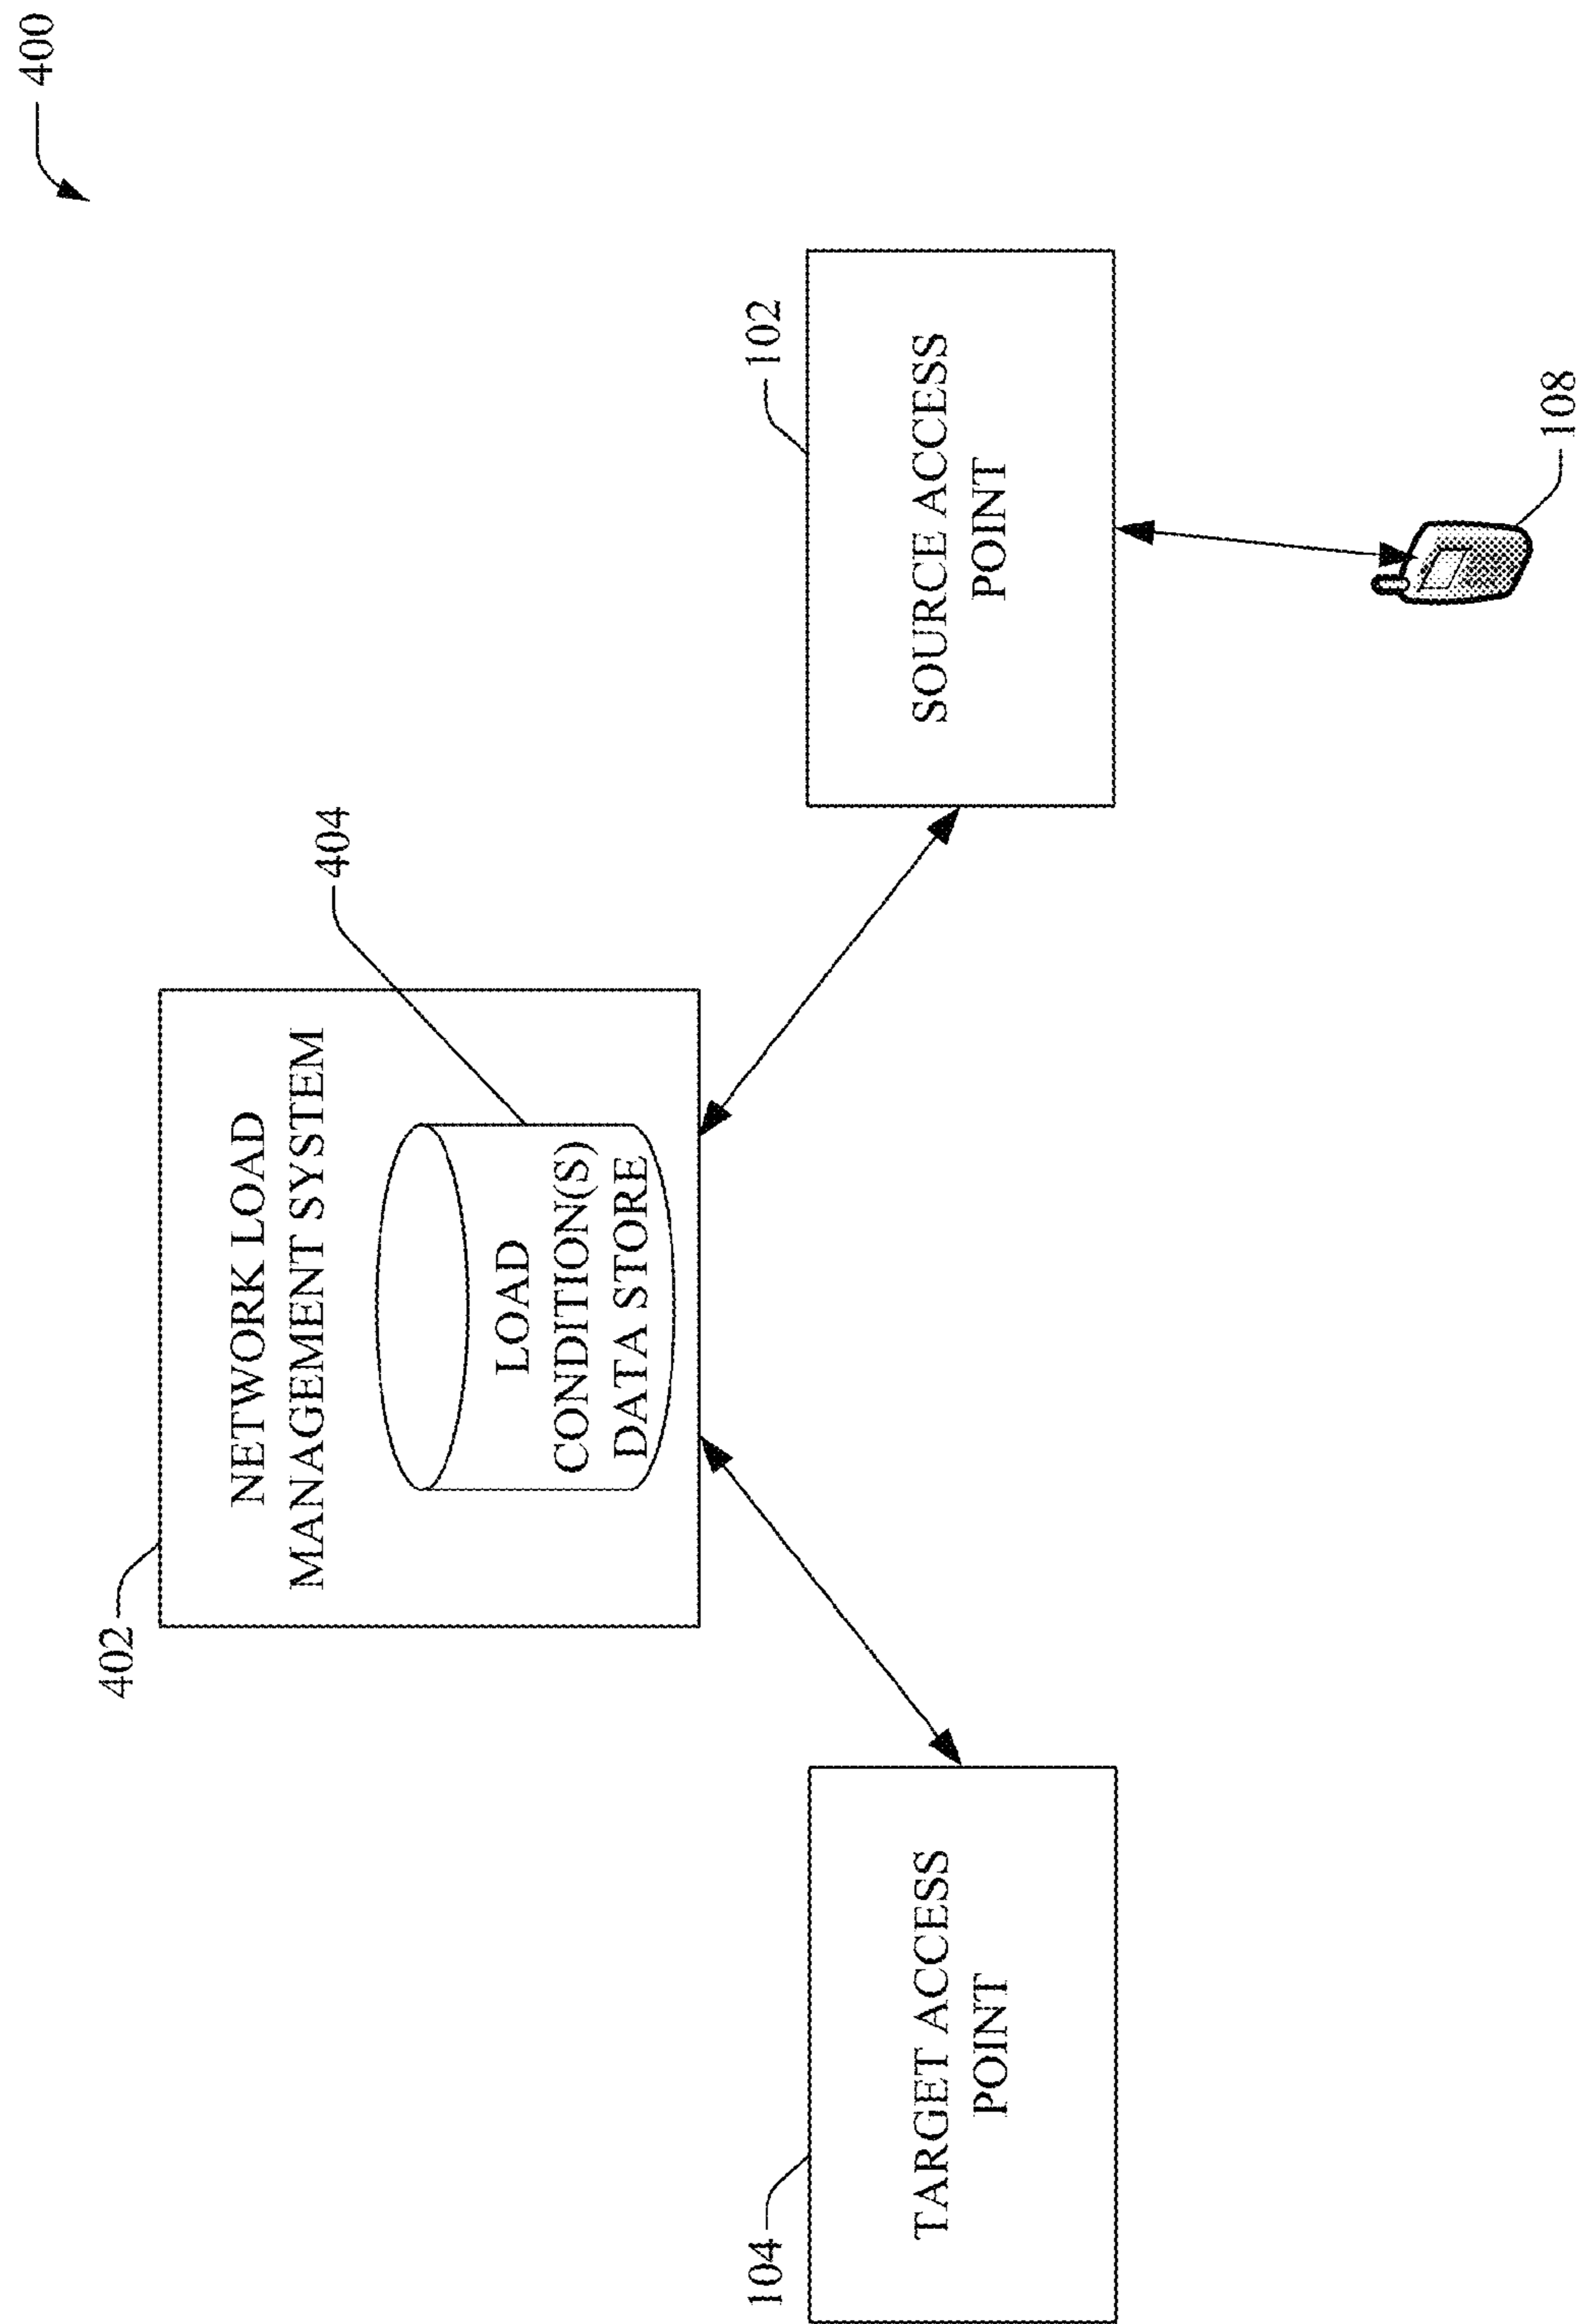 400
402
NETWORK LOAD
MANAGEMENT SYSTEM
404
LOAD
CONDITION(S)
DATA STORE
104
TARGET ACCESS
POINT
102
SOURCE ACCESS
POINT
108